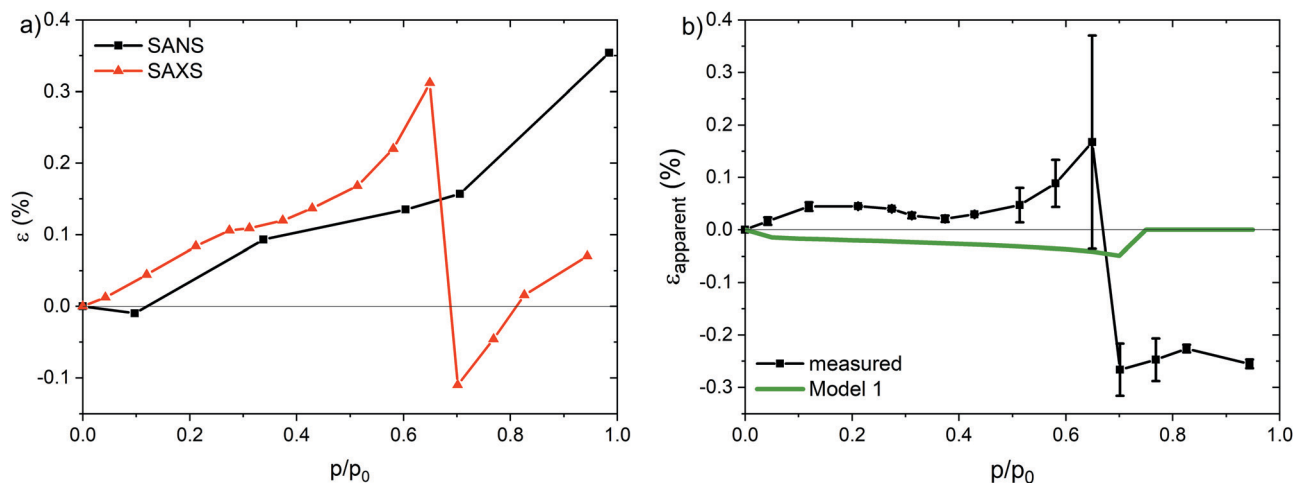 a)
SANS
SAXS
ε (%)
0.4
0.3
0.2
0.1
0.0
-0.1
0.0 0.2 0.4 0.6 0.8 1.0
p/p₀
b)
measured
Model 1
εapparent (%)
0.4
0.3
0.2
0.1
0.0
-0.1
-0.2
-0.3
0.0 0.2 0.4 0.6 0.8 1.0
p/p₀